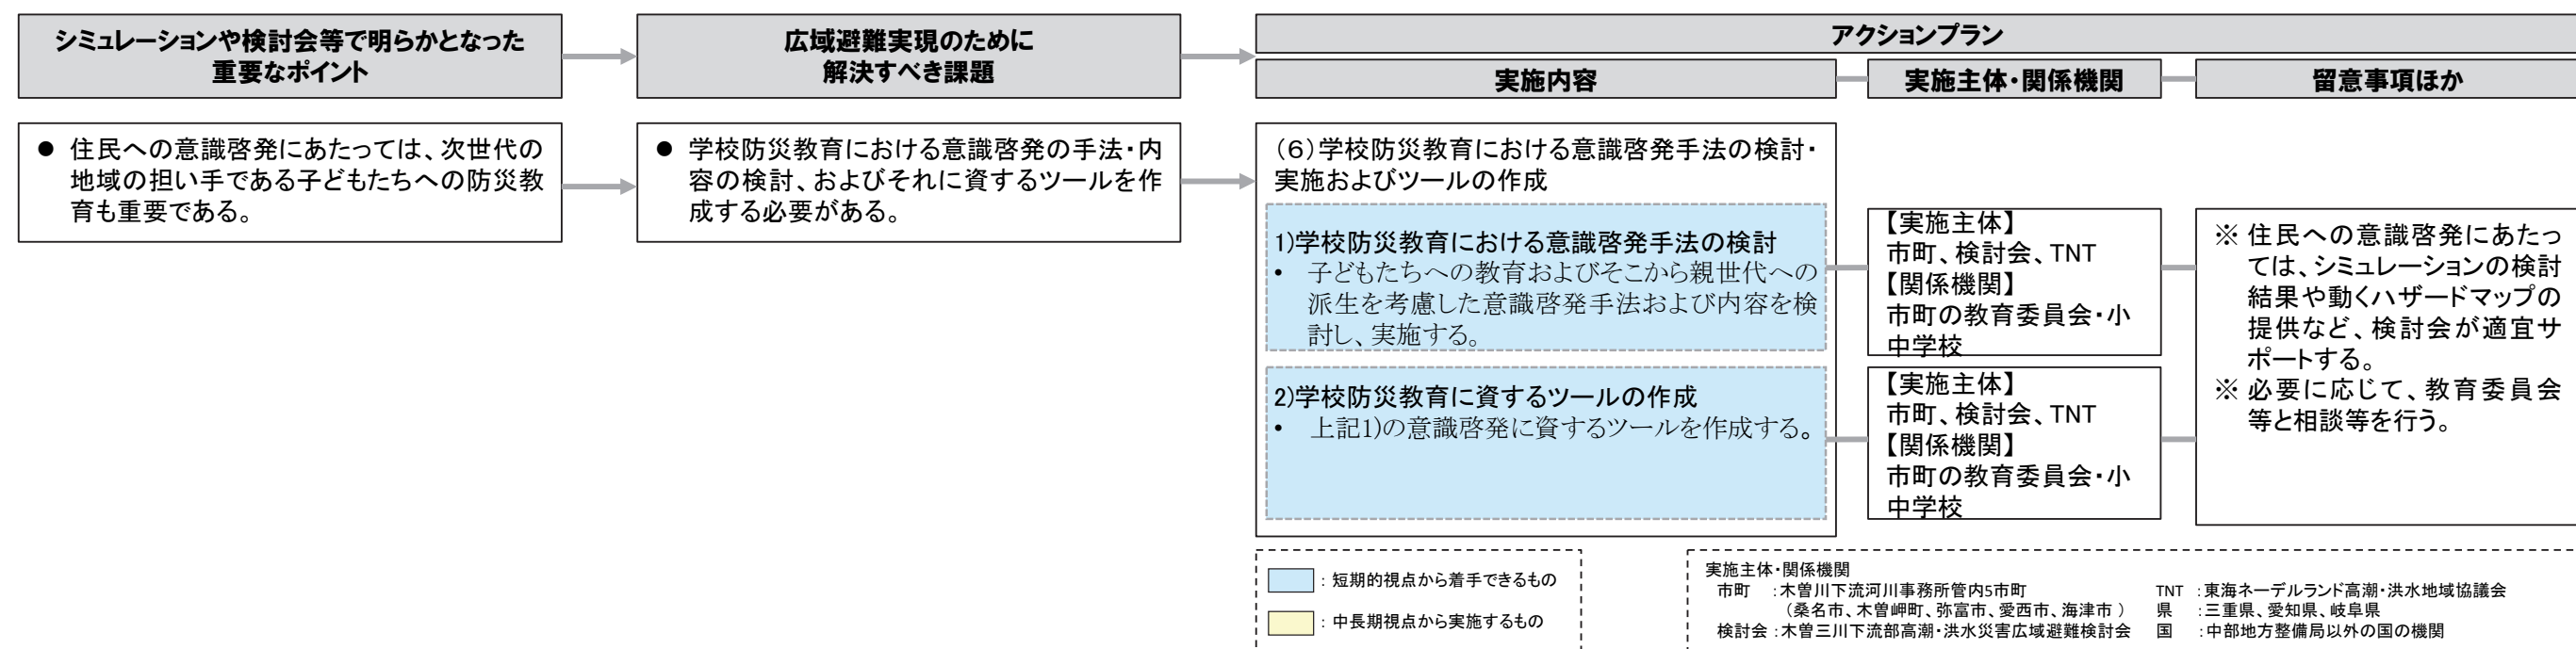 シミュレーションや検討会等で明らかとなった
重要なポイント
広域避難実現のために
解決すべき課題
アクションプラン
実施内容
実施主体・関係機関
留意事項ほか
● 住民への意識啓発にあたっては、次世代の
地域の担い手である子どもたちへの防災教
育も重要である。
● 学校防災教育における意識啓発の手法・内
容の検討、およびそれに資するツールを作
成する必要がある。
(6)学校防災教育における意識啓発手法の検討・
実施およびツールの作成
1)学校防災教育における意識啓発手法の検討
• 子どもたちへの教育およびそこから親世代への
派生を考慮した意識啓発手法および内容を検
討し、実施する。
【実施主体】
市町、検討会、TNT
【関係機関】
市町の教育委員会・小
中学校
2)学校防災教育に資するツールの作成
• 上記1)の意識啓発に資するツールを作成する。
【実施主体】
市町、検討会、TNT
【関係機関】
市町の教育委員会・小
中学校
※ 住民への意識啓発にあたっ
ては、シミュレーションの検討
結果や動くハザードマップの
提供など、検討会が適宜サ
ポートする。
※ 必要に応じて、教育委員会
等と相談等を行う。
: 短期的視点から着手できるもの
: 中長期視点から実施するもの
実施主体・関係機関
市町 :木曽川下流河川事務所管内5市町
(桑名市、木曽岬町、弥富市、愛西市、海津市 )
検討会 :木曽三川下流部高潮・洪水災害広域避難検討会
TNT :東海ネーデルランド高潮・洪水地域協議会
県 :三重県、愛知県、岐阜県
国 :中部地方整備局以外の国の機関